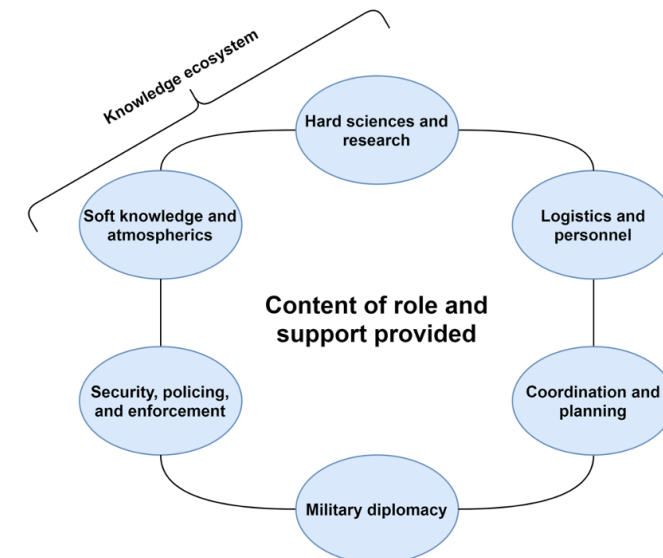 Knowledge ecosystem
Hard sciences and
research
Soft knowledge and
atmospherics
Logistics and
personnel
Content of role and
support provided
Security, policing,
and enforcement
Coordination and
planning
Military diplomacy